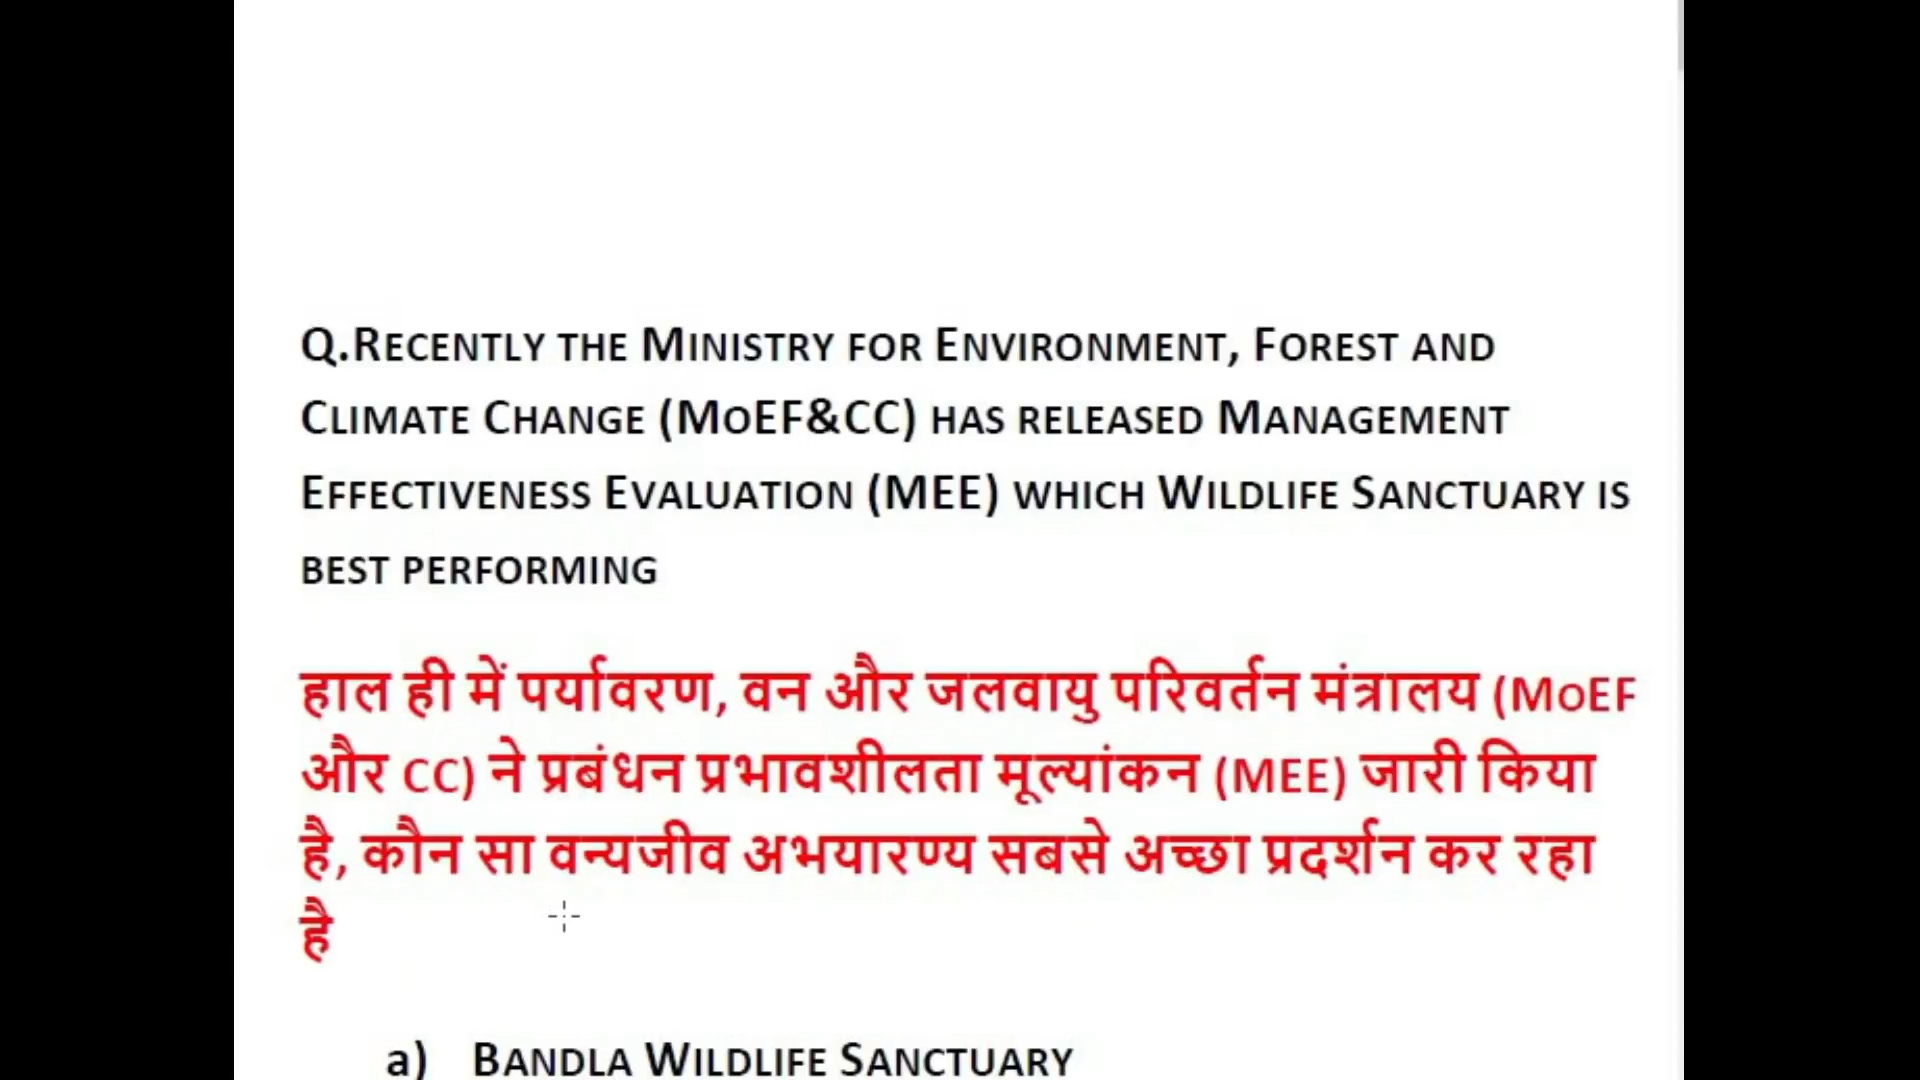 Q.RECENTLY THE MINISTRY FOR ENVIRONMENT, FOREST AND
CLIMATE CHANGE (MOEF&CC) HAS RELEASED MANAGEMENT
EFFECTIVENESS EVALUATION (MEE) WHICH WILDLIFE SANCTUARY IS
BEST PERFORMING
हाल ही में पर्यावरण, वन और जलवायु परिवर्तन मंत्रालय (MOEF
और CC) ने प्रबंधन प्रभावशीलता मूल्यांकन (MEE) जारी किया
है, कौन सा वन्यजीव अभयारण्य सबसे अच्छा प्रदर्शन कर रहा
है
a) BANDLA WILDLIFE SANCTUARY